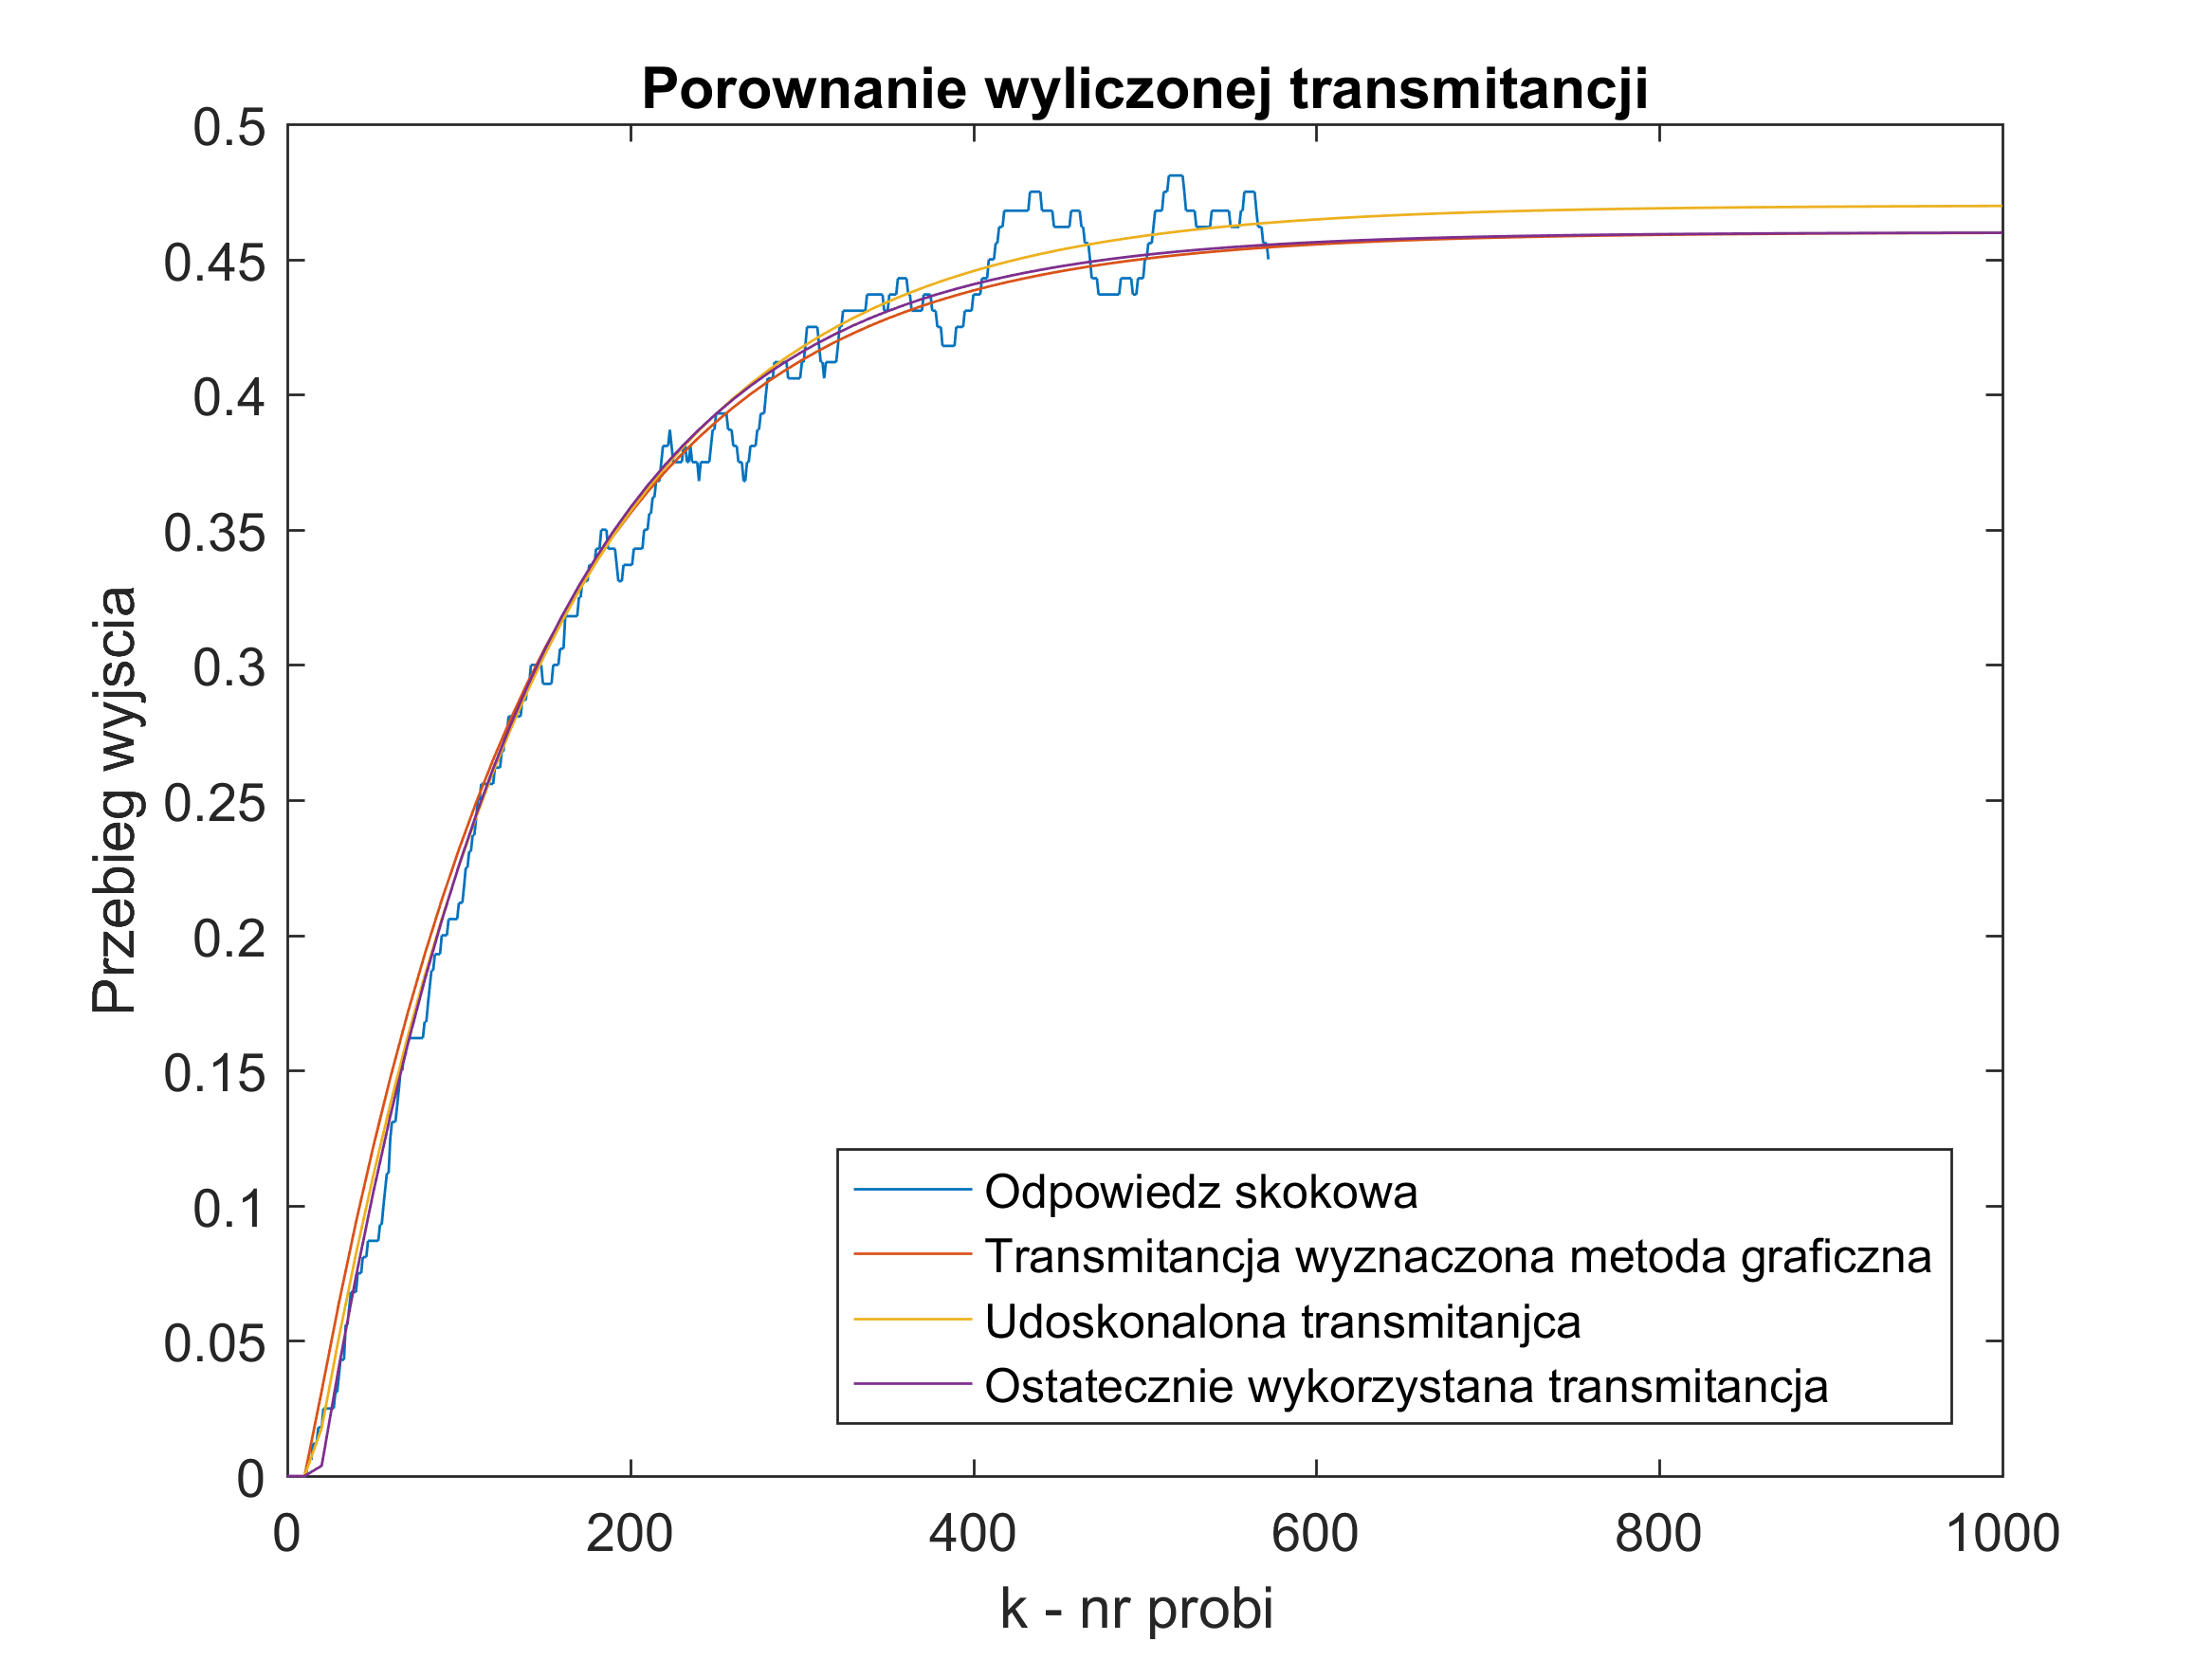 Porownanie wyliczonej transmitancji
0.5
0.45
0.4
0.35
0.3
0.25
0.2
0.15
0.1
0.05
0
Przebieg wyjscia
Odpowiedz skokowa
Transmitancja wyznaczona metoda graficzna
Udoskonalona transmitanjca
Ostatecznie wykorzystana transmitancja
0 200 400 600 800 1000
k - nr probi